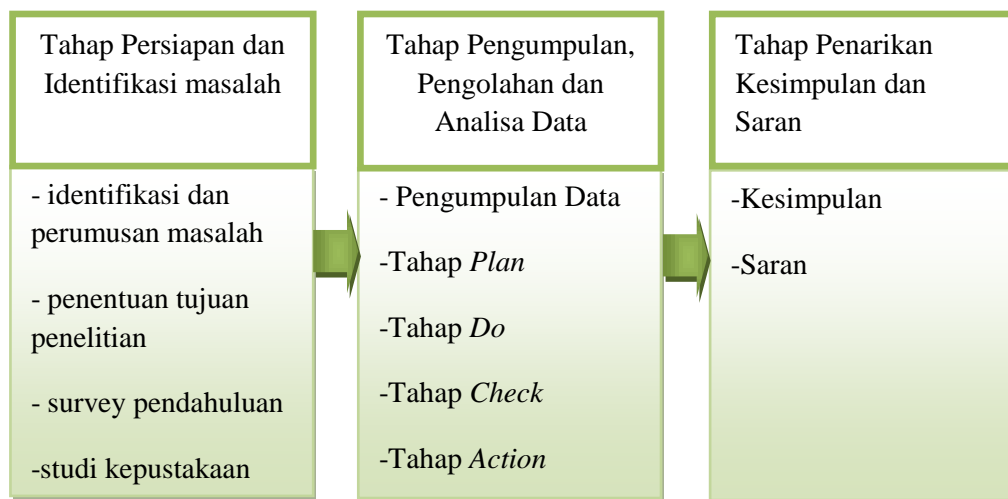 Tahap Persiapan dan
Identifikasi masalah
- identifikasi dan
perumusan masalah
- penentuan tujuan
penelitian
- survey pendahuluan
-studi kepustakaan
Tahap Pengumpulan,
Pengolahan dan
Analisa Data
- Pengumpulan Data
-Tahap Plan
-Tahap Do
-Tahap Check
-Tahap Action
Tahap Penarikan
Kesimpulan dan
Saran
-Kesimpulan
-Saran